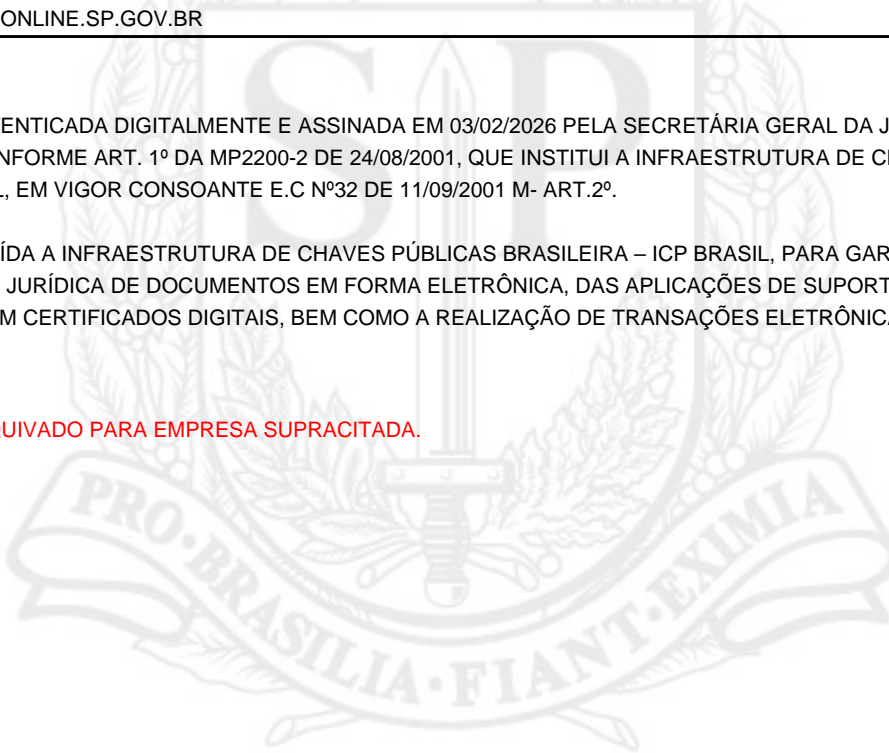 ONLINE.SP.GOV.BR
TENTICADA DIGITALMENTE E ASSINADA EM 03/02/2026 PELA SECRETÁRIA GERAL DA J
NFORME ART. 1º DA MP2200-2 DE 24/08/2001, QUE INSTITUI A INFRAESTRUTURA DE C
L, EM VIGOR CONSOANTE E.C Nº32 DE 11/09/2001 M- ART.2º.
ÍDA A INFRAESTRUTURA DE CHAVES PÚBLICAS BRASILEIRA – ICP BRASIL, PARA GAR
JURÍDICA DE DOCUMENTOS EM FORMA ELETRÔNICA, DAS APLICAÇÕES DE SUPORT
M CERTIFICADOS DIGITAIS, BEM COMO A REALIZAÇÃO DE TRANSAÇÕES ELETRÔNICA
QUIVADO PARA EMPRESA SUPRACITADA.
SP
PRO·BRASILIA·FIANT·EXIMIA